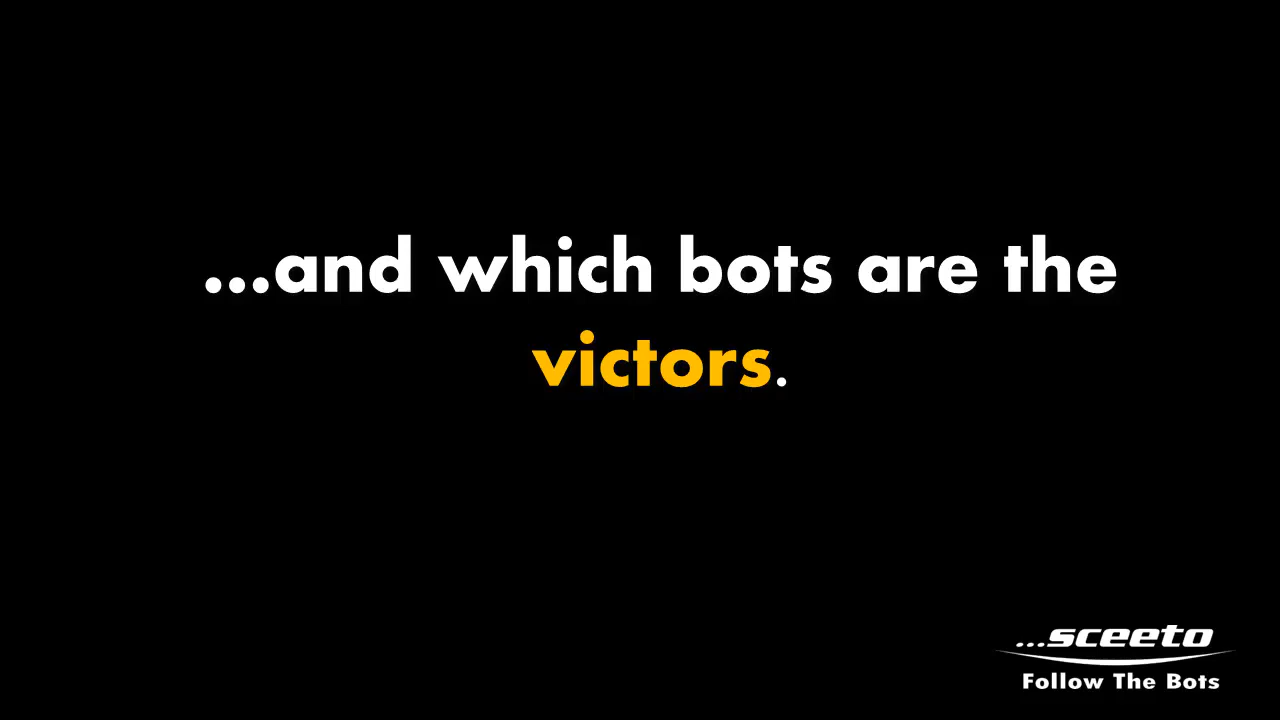 ...and which bots are the
victors.
...sceeto
Follow The Bots